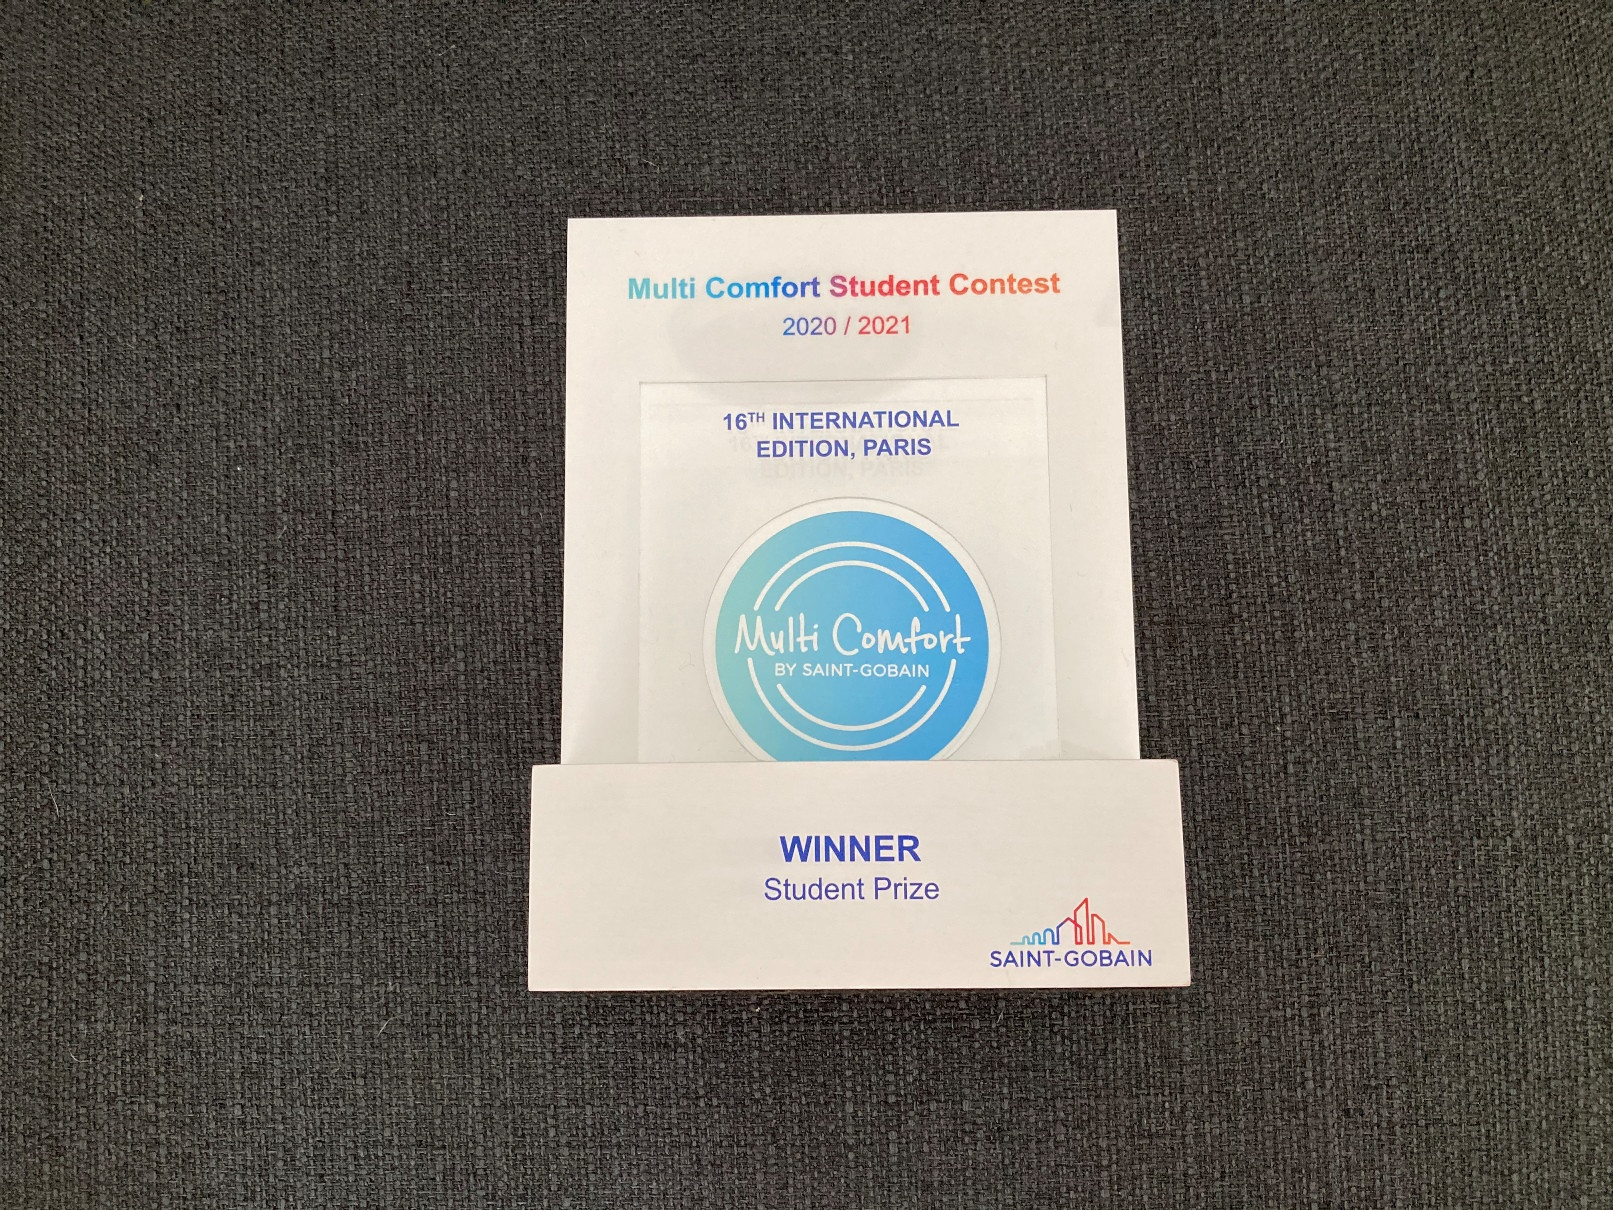 Multi Comfort Student Contest
2020 / 2021
16TH INTERNATIONAL
EDITION, PARIS
Multi Comfort
BY SAINT-GOBAIN
WINNER
Student Prize
SAINT-GOBAIN